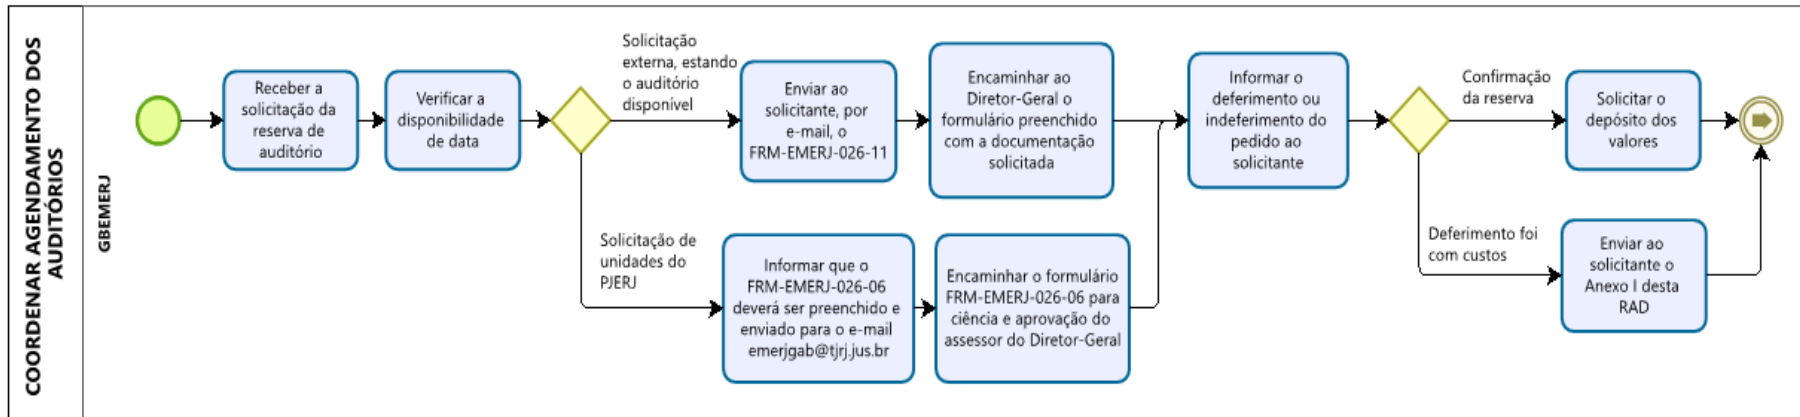 COORDENAR AGENDAMENTO DOS
AUDITÓRIOS
GBEMERJ
Receber a
solicitação da
reserva de
auditório
Verificar a
disponibilidade
de data
Solicitação
externa, estando
o auditório
disponível
Enviar ao
solicitante, por
e-mail, o
FRM-EMERJ-026-11
Encaminhar ao
Diretor-Geral o
formulário preenchido
com a documentação
solicitada
Solicitação de
unidades do
PJERJ
Informar que o
FRM-EMERJ-026-06
deverá ser preenchido e
enviado para o e-mail
emerjgab@tjrj.jus.br
Encaminhar o formulário
FRM-EMERJ-026-06 para
ciência e aprovação do
assessor do Diretor-Geral
Informar o
deferimento ou
indeferimento do
pedido ao
solicitante
Confirmação
da reserva
Solicitar o
depósito dos
valores
Deferimento foi
com custos
Enviar ao
solicitante o
Anexo I desta
RAD